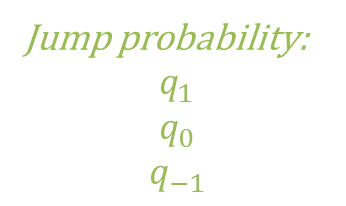 Jump probability:
q₁
q₀
q₋₁